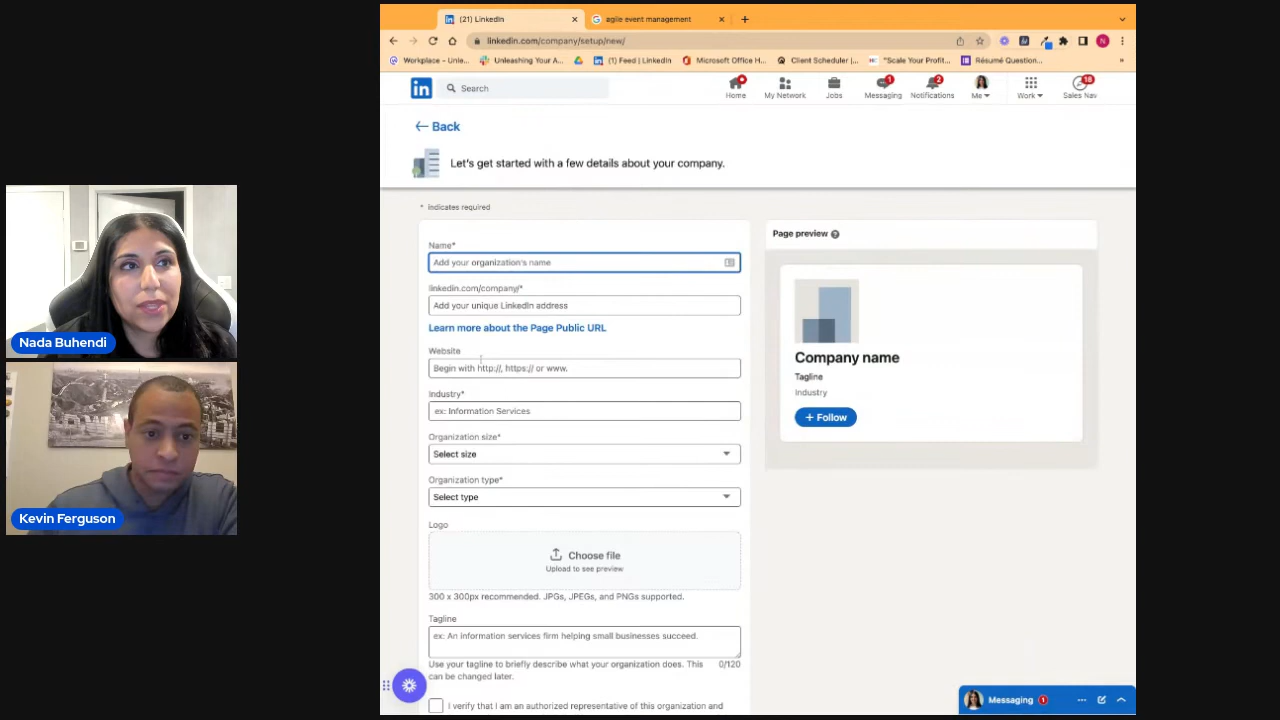 (21) LinkedIn
agile event management
linkedin.com/company/setup/new/
Workplace - Unle...
Unleashing Your A...
(1) Feed | LinkedIn
Microsoft Office H...
Client Scheduler |...
"Scale Your Profit...
Résumé Question...
in
Search
Home
My Network
Jobs
1
Messaging
2
Notifications
Me
Work
18
Sales Nav
Back
Let's get started with a few details about your company.
* indicates required
Name*
Add your organization's name
linkedin.com/company/*
Add your unique LinkedIn address
Learn more about the Page Public URL
Website
Begin with http://, https:// or www.
Industry*
ex: Information Services
Organization size*
Select size
Organization type*
Select type
Logo
Choose file
Upload to see preview
300 x 300px recommended. JPGs, JPEGs, and PNGs supported.
Tagline
ex: An information services firm helping small businesses succeed.
Use your tagline to briefly describe what your organization does. This
can be changed later.
0/120
I verify that I am an authorized representative of this organization and
Page preview
Company name
Tagline
Industry
+ Follow
Messaging
1
Nada Buhendi
Kevin Ferguson